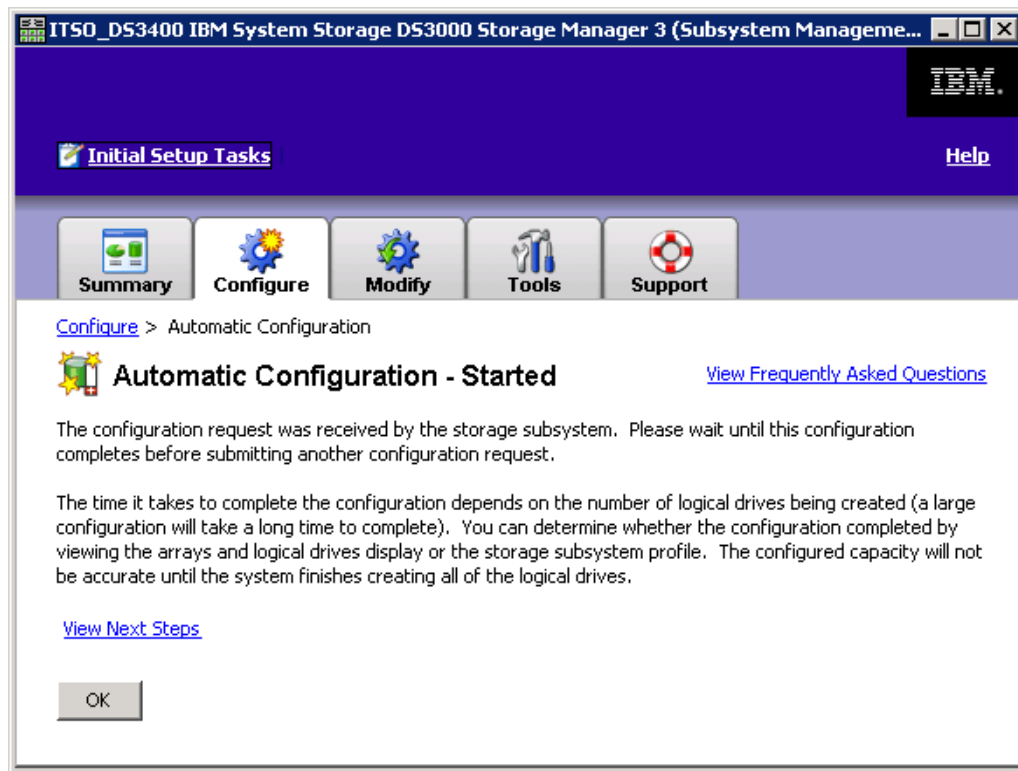 ITSO_DS3400 IBM System Storage DS3000 Storage Manager 3 (Subsystem Manageme...
IBM.
Initial Setup Tasks
Help
Summary
Configure
Modify
Tools
Support
Configure > Automatic Configuration
Automatic Configuration - Started
View Frequently Asked Questions
The configuration request was received by the storage subsystem. Please wait until this configuration
completes before submitting another configuration request.
The time it takes to complete the configuration depends on the number of logical drives being created (a large
configuration will take a long time to complete). You can determine whether the configuration completed by
viewing the arrays and logical drives display or the storage subsystem profile. The configured capacity will not
be accurate until the system finishes creating all of the logical drives.
View Next Steps
OK